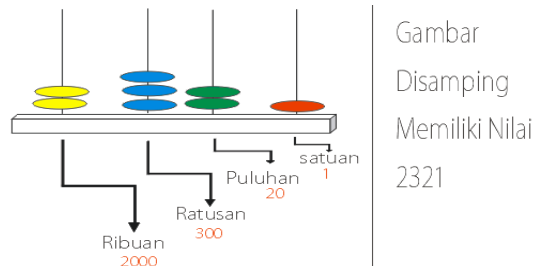 satuan
1
Puluhan
20
Ratusan
300
Ribuan
2000
Gambar
Disamping
Memiliki Nilai
2321